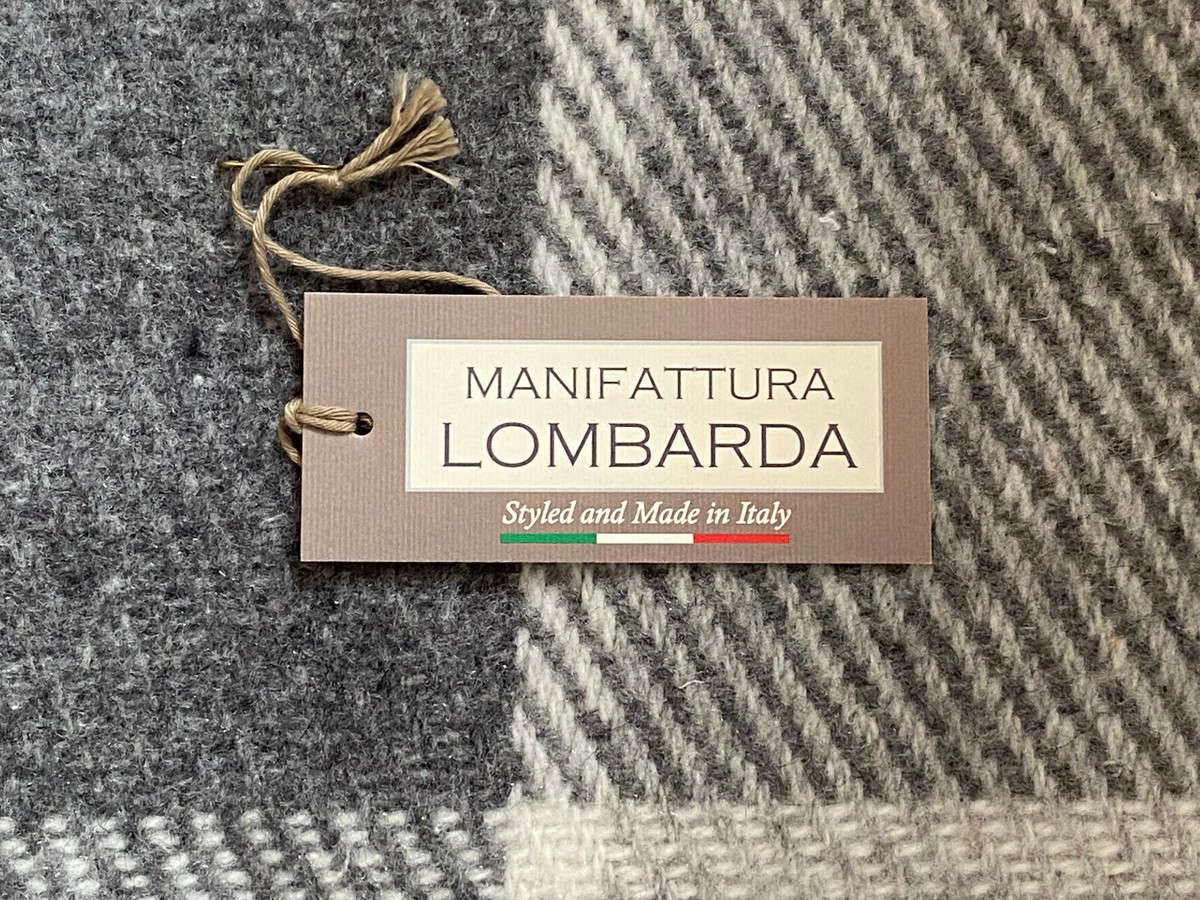 MANIFATTURA
LOMBARDA
Styled and Made in Italy